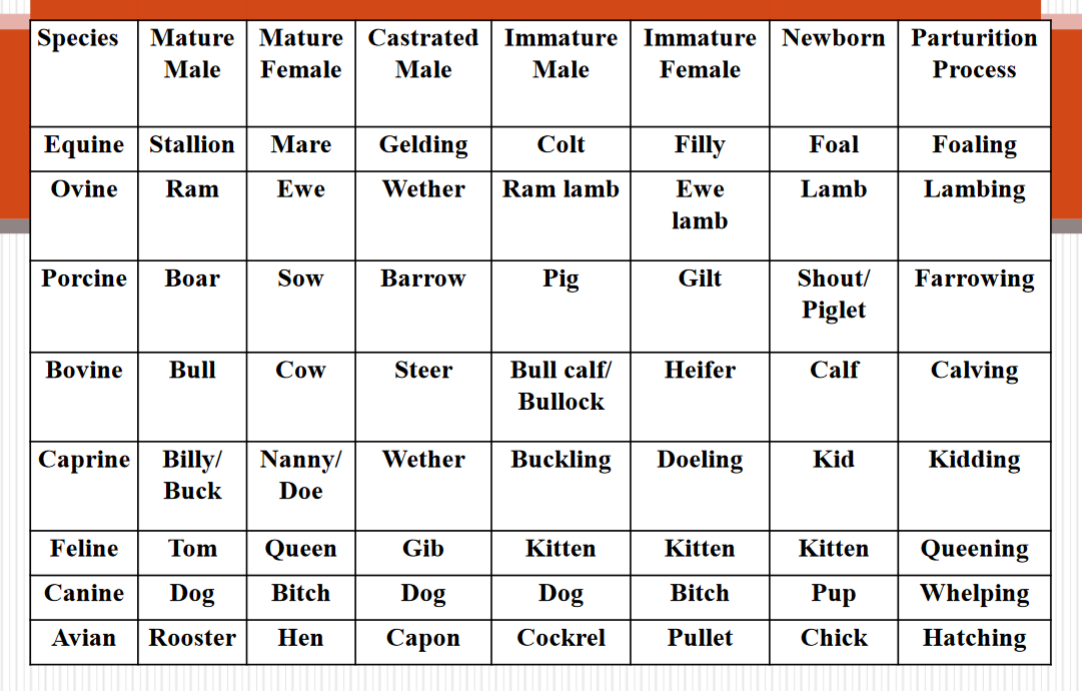 Species Mature Mature Castrated Immature Immature Newborn Parturition
Male Female Male Male Female Process
Equine Stallion Mare Gelding Colt Filly Foal Foaling
Ovine Ram Ewe Wether Ram lamb Ewe Lamb Lambing
lamb
Porcine Boar Sow Barrow Pig Gilt Shout/ Farrowing
Piglet
Bovine Bull Cow Steer Bull calf/ Heifer Calf Calving
Bullock
Caprine Billy/ Nanny/ Wether Buckling Doeling Kid Kidding
Buck Doe
Feline Tom Queen Gib Kitten Kitten Kitten Queening
Canine Dog Bitch Dog Dog Bitch Pup Whelping
Avian Rooster Hen Capon Cockrel Pullet Chick Hatching